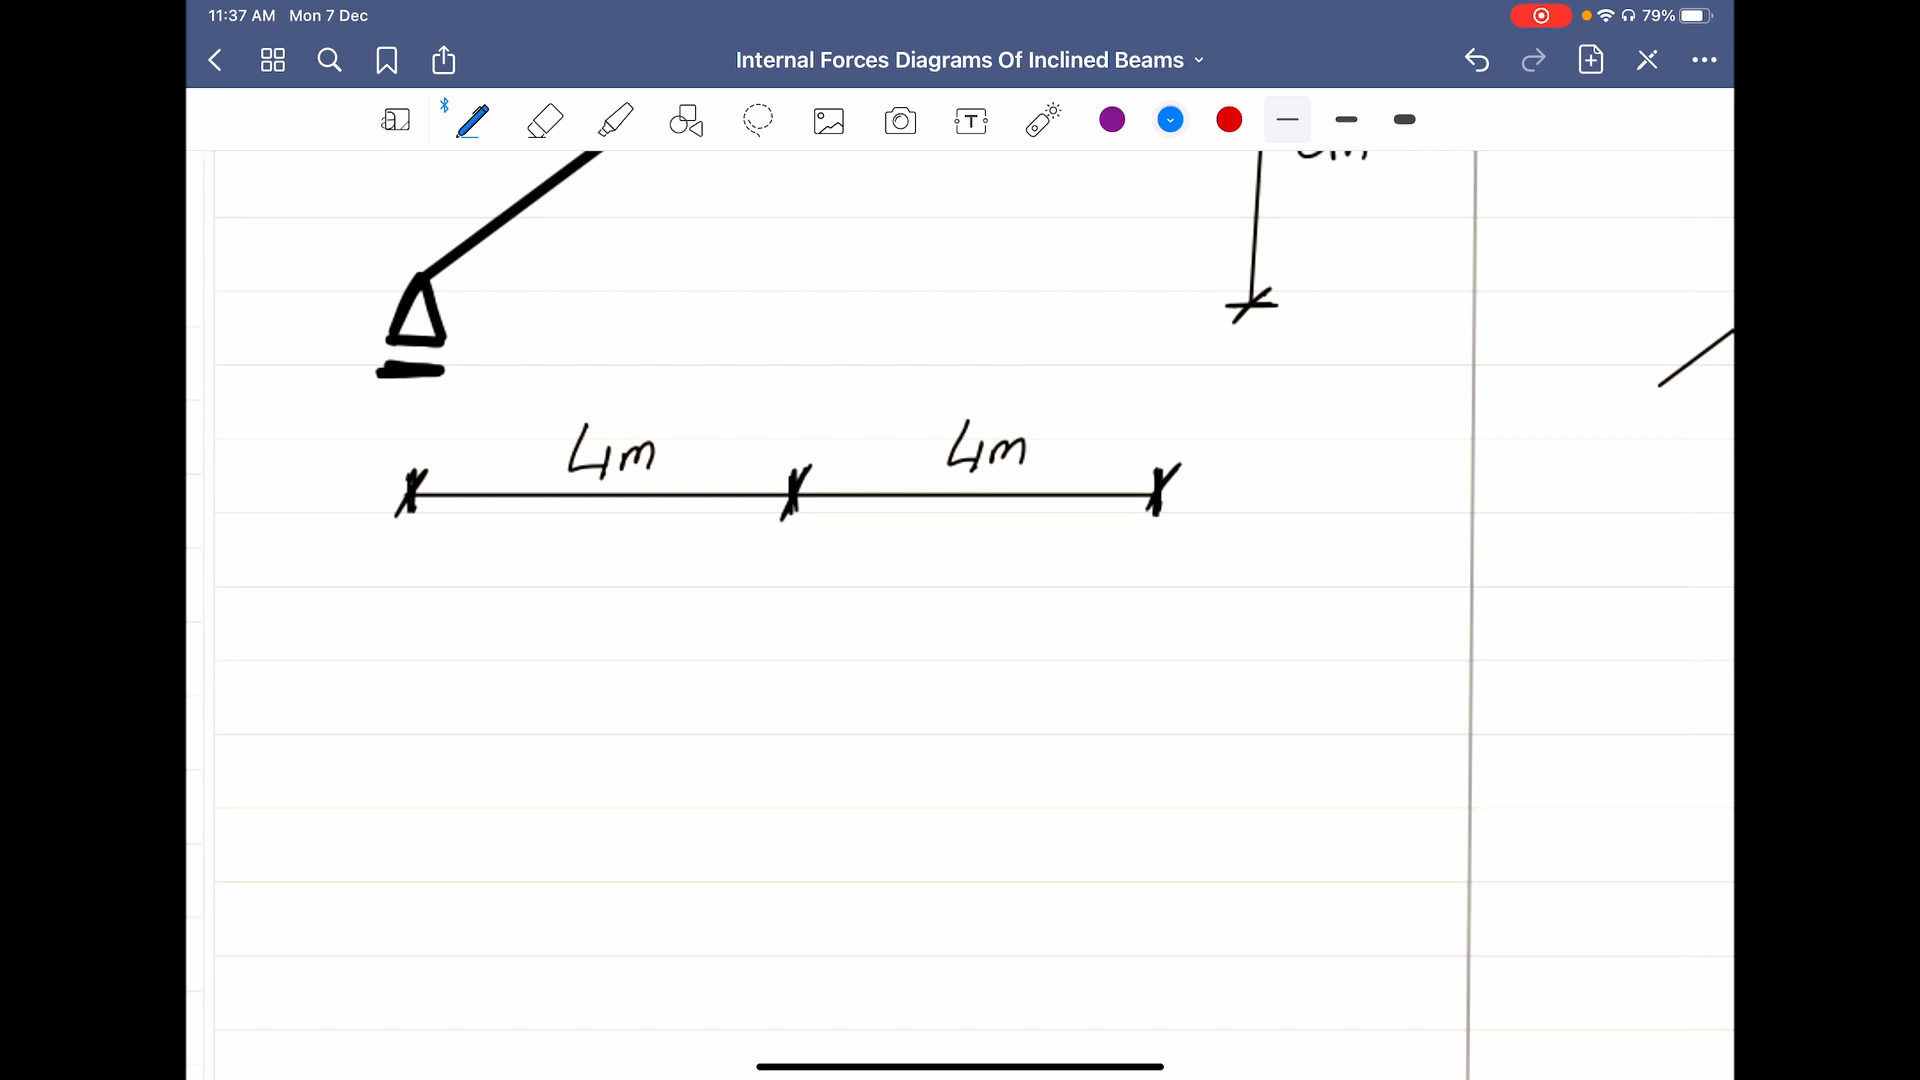 11:37 AM Mon 7 Dec
79%
Internal Forces Diagrams Of Inclined Beams
T
4m 4m